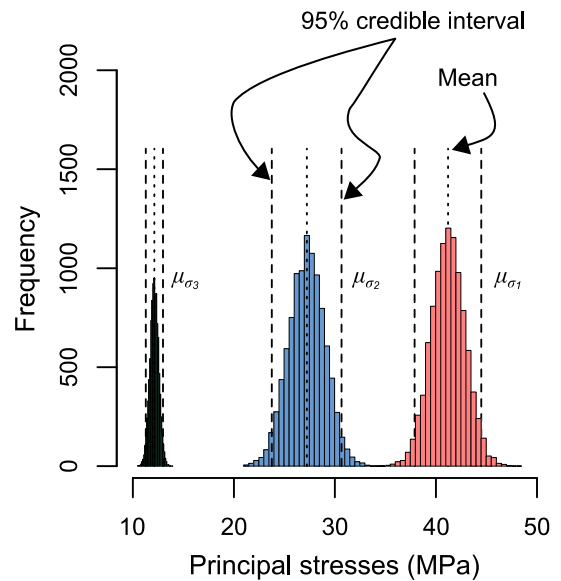 95% credible interval
Mean
2000
1500
1000
500
0
Frequency
μσ3
μσ2
μσ1
10 20 30 40 50
Principal stresses (MPa)